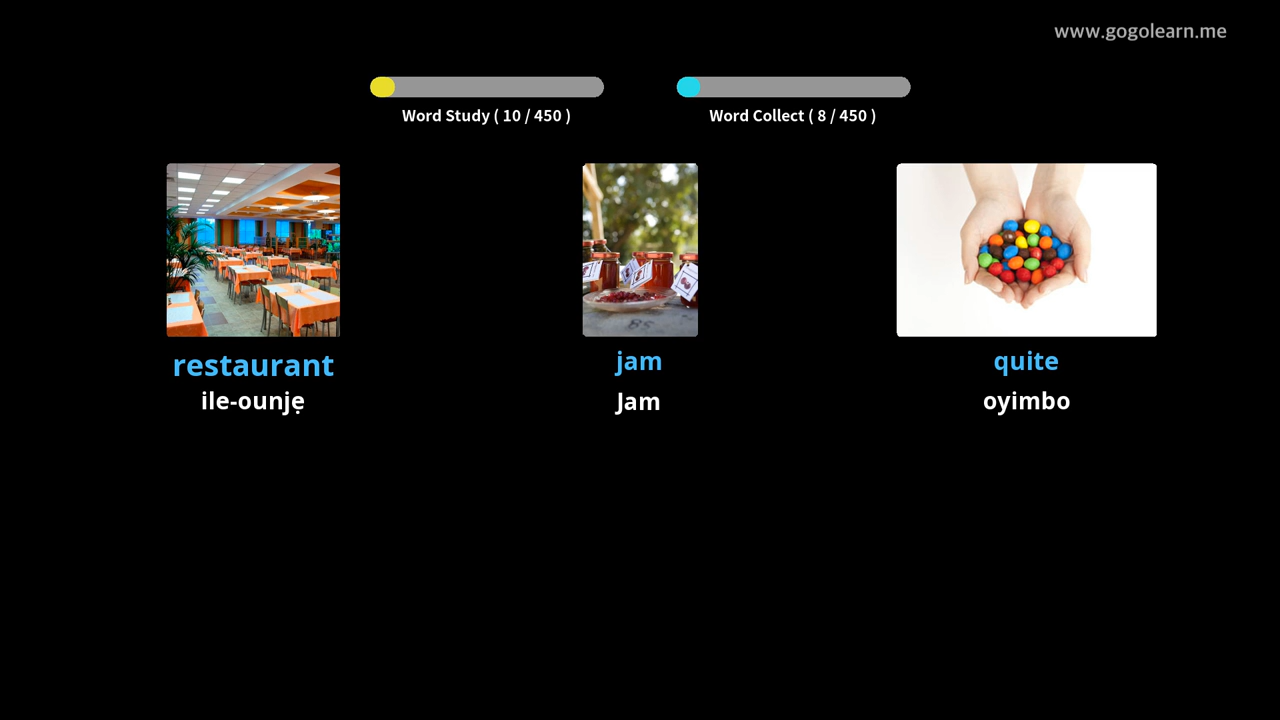 www.gogolearn.me
Word Study ( 10 / 450 )
Word Collect ( 8 / 450 )
restaurant
ile-ounjẹ
jam
Jam
quite
oyimbo